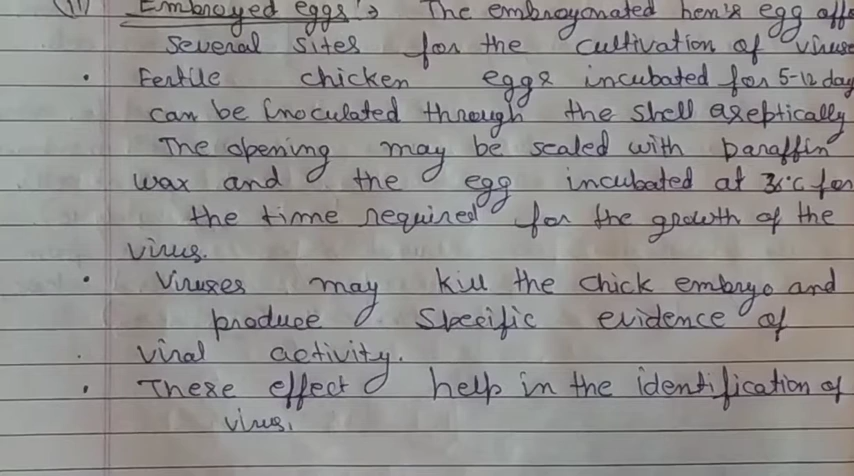 (ii) Embroyed eggs :→ The embroyonated hen's egg offe
several sites for the cultivation of viruse
• Fertile chicken eggs incubated for 5-12 day
can be inoculated through the shell aseptically
The opening may be sealed with paraffin
wax and the egg incubated at 36°C for
the time required for the growth of the
virus.
• Viruses may kill the chick embryo and
produce specific evidence of
viral activity.
• These effect help in the identification of
virus.